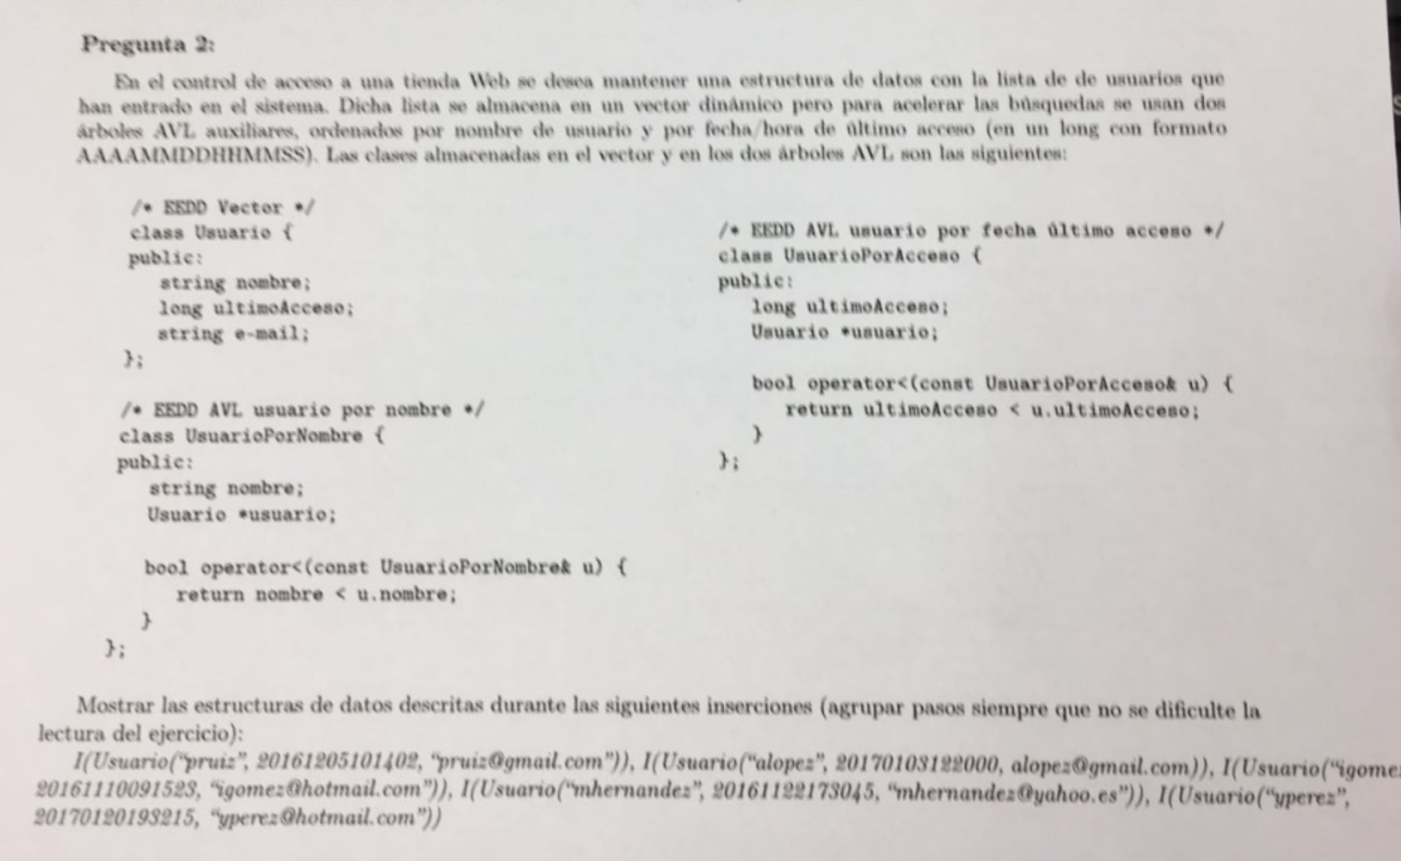 Pregunta 2:
En el control de acceso a una tienda Web se desea mantener una estructura de datos con la lista de de usuarios que
han entrado en el sistema. Dicha lista se almacena en un vector dinámico pero para acelerar las búsquedas se usan dos
árboles AVL auxiliares, ordenados por nombre de usuario y por fecha/hora de último acceso (en un long con formato
AAAAMMDDHHMMSS). Las clases almacenadas en el vector y en los dos árboles AVL son las siguientes:
/* EEDD Vector */
class Usuario {
public:
string nombre;
long ultimoAcceso;
string e-mail;
};
/* EEDD AVL usuario por nombre */
class UsuarioPorNombre {
public:
string nombre;
Usuario *usuario;
bool operator<(const UsuarioPorNombre& u) {
return nombre < u.nombre;
}
};
/* EEDD AVL usuario por fecha último acceso */
class UsuarioPorAcceso {
public:
long ultimoAcceso;
Usuario *usuario;
bool operator<(const UsuarioPorAcceso& u) {
return ultimoAcceso < u.ultimoAcceso;
}
};
Mostrar las estructuras de datos descritas durante las siguientes inserciones (agrupar pasos siempre que no se dificulte la
lectura del ejercicio):
I(Usuario("pruiz", 20161205101402, "pruiz@gmail.com")), I(Usuario("alopez", 20170103122000, alopez@gmail.com)), I(Usuario("igome
20161110091523, "igomez@hotmail.com")), I(Usuario("mhernandez", 20161122173045, "mhernandez@yahoo.es")), I(Usuario("yperez",
20170120193215, "yperez@hotmail.com"))